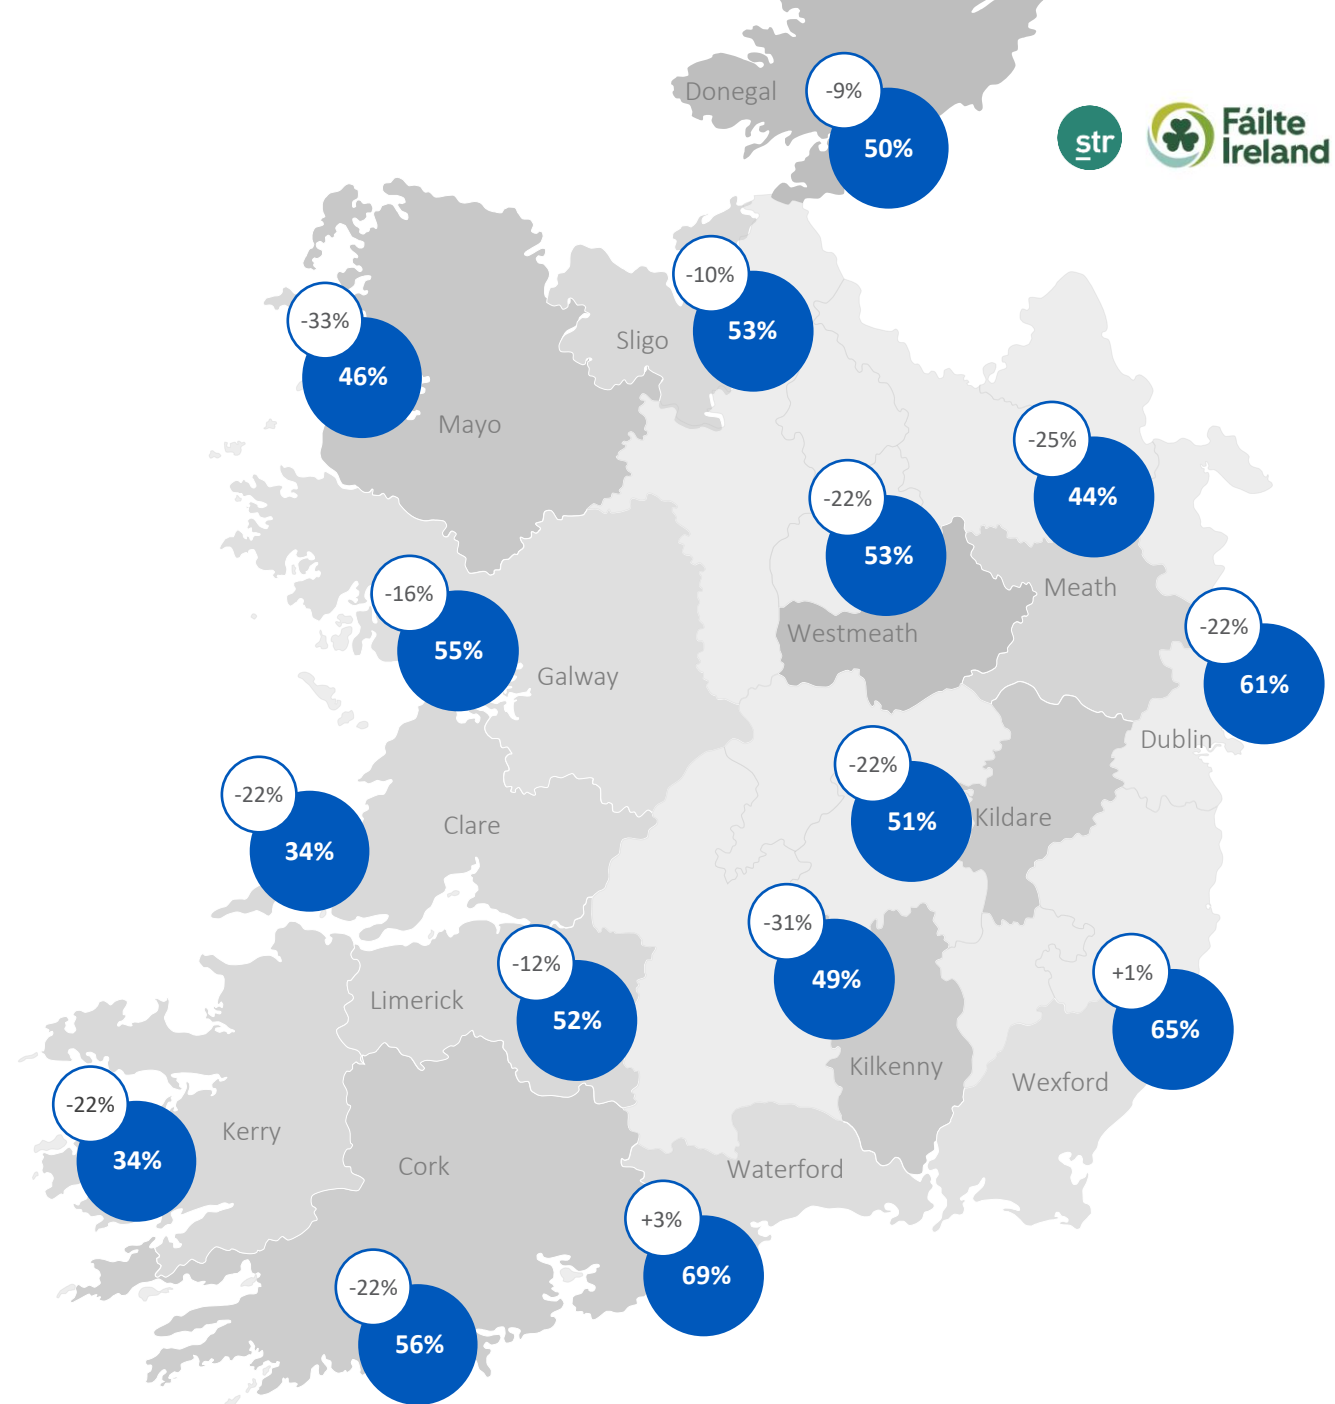 Donegal
-9%
50%
str
Fáilte
Ireland
-10%
53%
Sligo
-33%
46%
Mayo
-25%
44%
Meath
-22%
53%
Westmeath
-16%
55%
Galway
-22%
61%
Dublin
-22%
51%
Kildare
-22%
34%
Clare
-31%
49%
Kilkenny
-12%
52%
Limerick
+1%
65%
Wexford
-22%
34%
Kerry
Cork
Waterford
+3%
69%
-22%
56%